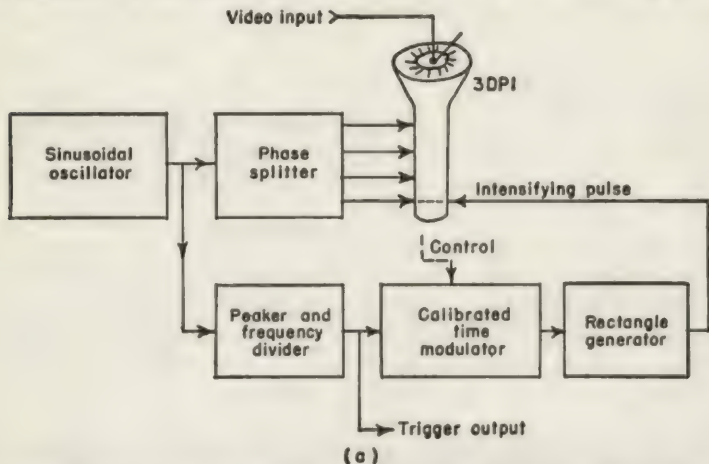 Video input
3DPI
Sinusoidal
oscillator
Phase
splitter
Intensifying pulse
Control
Peaker and
frequency
divider
Calibrated
time
modulator
Rectangle
generator
Trigger output
(a)